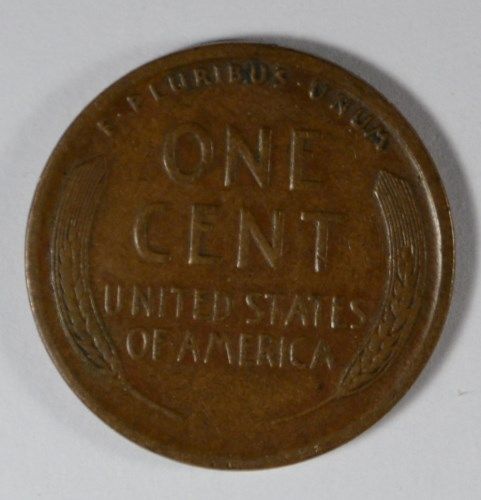 E·PLURIBUS·UNUM
ONE
CENT
UNITED STATES
OF AMERICA